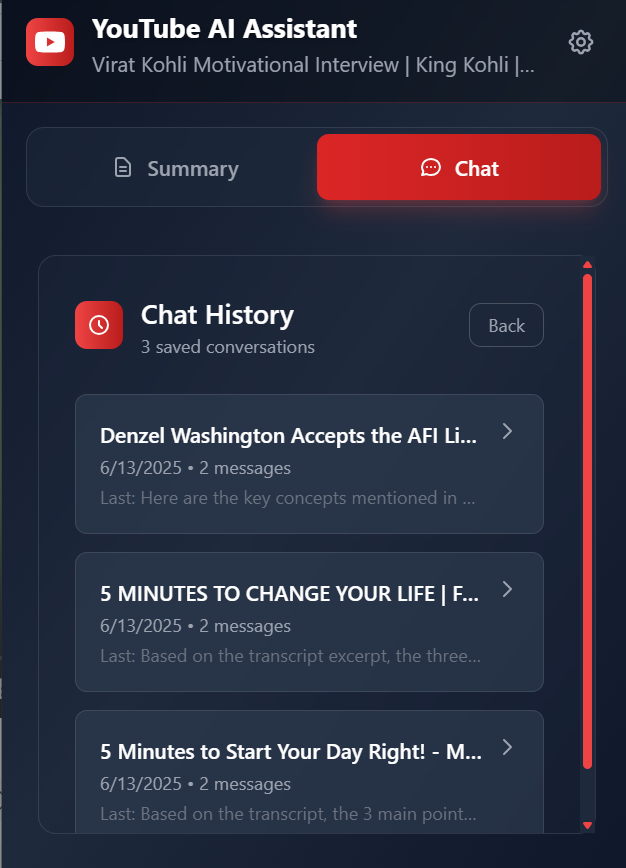 YouTube AI Assistant
Virat Kohli Motivational Interview | King Kohli |...
Summary
Chat
Chat History
3 saved conversations
Back
Denzel Washington Accepts the AFI Li...
6/13/2025 • 2 messages
Last: Here are the key concepts mentioned in ...
5 MINUTES TO CHANGE YOUR LIFE | F...
6/13/2025 • 2 messages
Last: Based on the transcript excerpt, the three...
5 Minutes to Start Your Day Right! - M...
6/13/2025 • 2 messages
Last: Based on the transcript, the 3 main point...